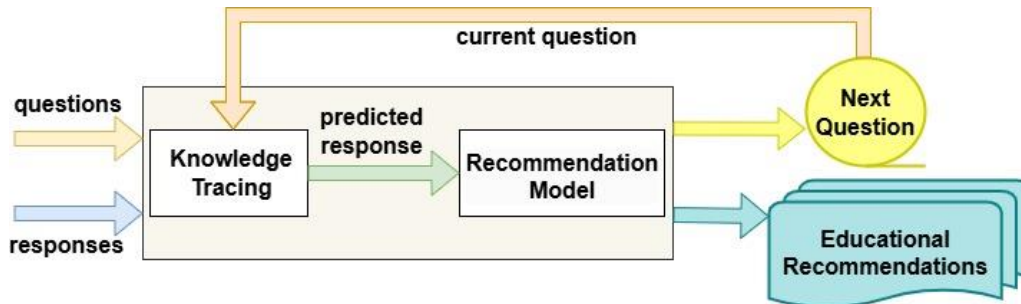 current question
questions
Knowledge
Tracing
predicted
response
Recommendation
Model
Next
Question
responses
Educational
Recommendations